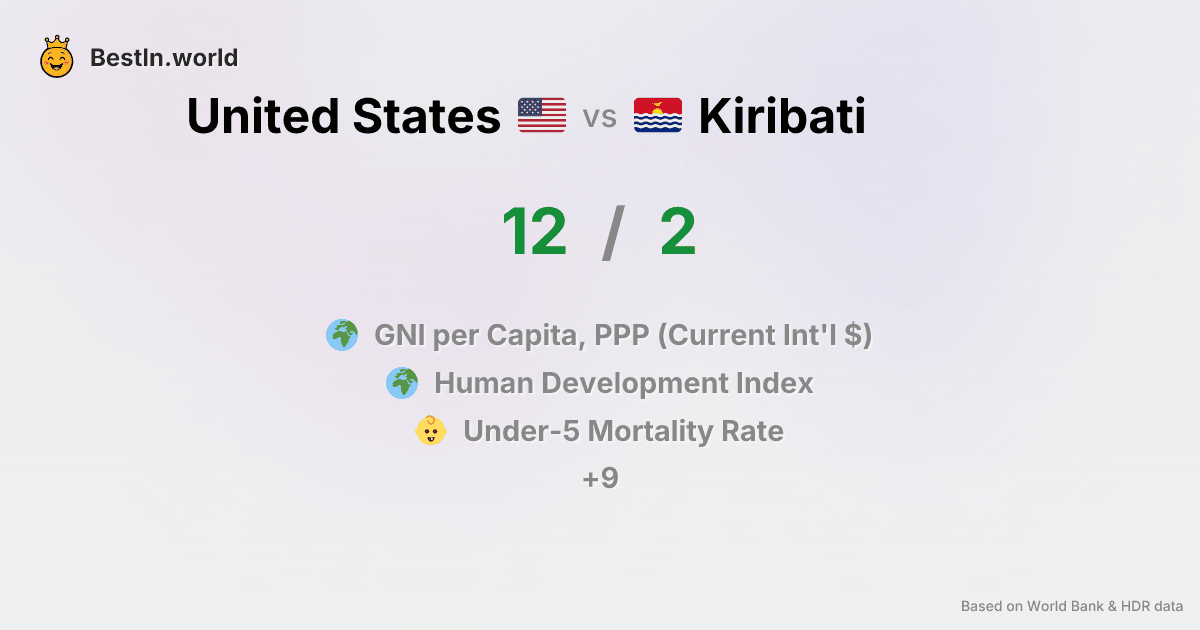 BestIn.world
United States vs Kiribati
12 / 2
GNI per Capita, PPP (Current Int'l $)
Human Development Index
Under-5 Mortality Rate
+9
Based on World Bank & HDR data